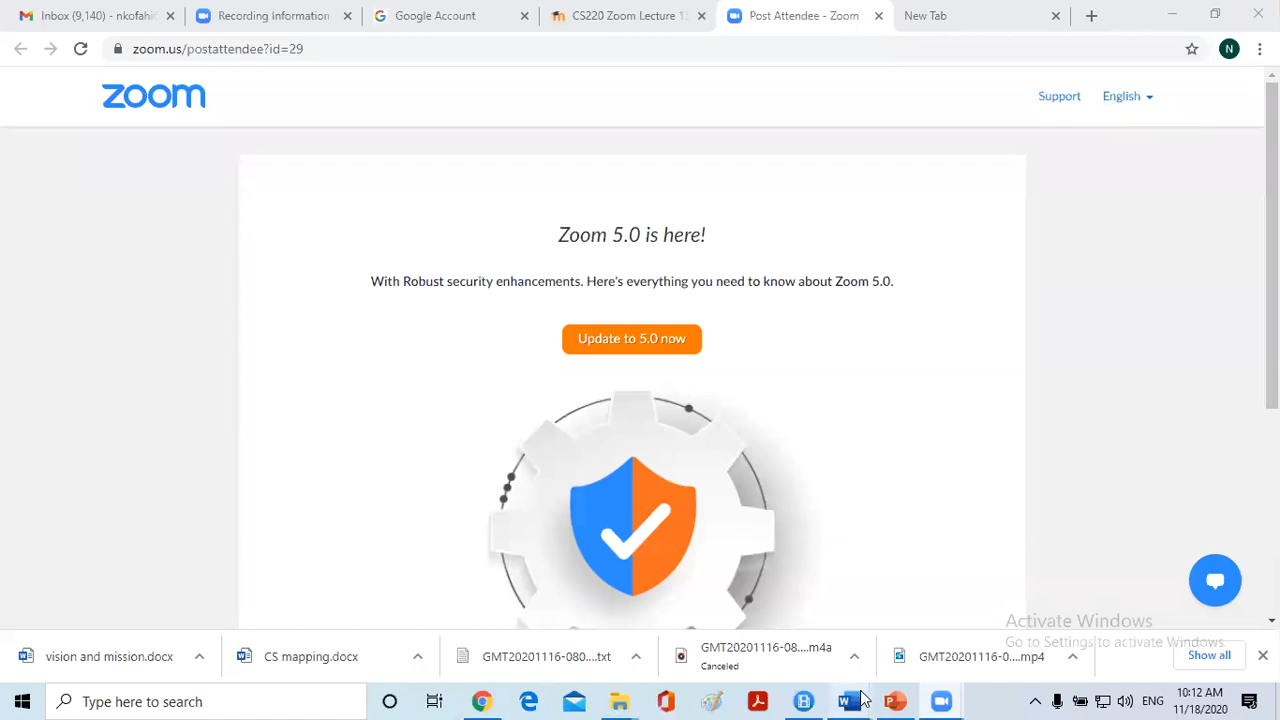 Inbox (9,140) - nkofahi
Recording Information
Google Account
CS220 Zoom Lecture 1
Post Attendee - Zoom
New Tab
zoom.us/postattendee?id=29
N
zoom
Support
English
Zoom 5.0 is here!
With Robust security enhancements. Here's everything you need to know about Zoom 5.0.
Update to 5.0 now
Activate Windows
Go to Settings to activate Windows.
vision and mission.docx
CS mapping.docx
GMT20201116-080....txt
GMT20201116-08....m4a
Canceled
GMT20201116-0....mp4
Show all
Type here to search
ENG
10:12 AM
11/18/2020